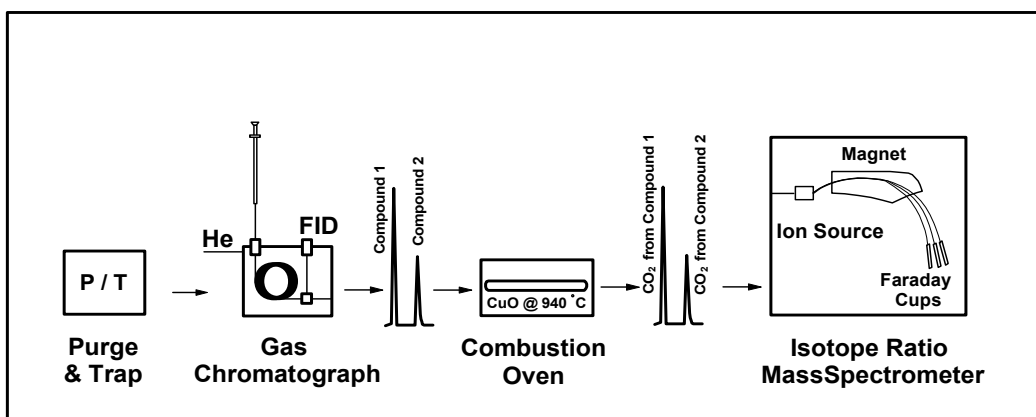 P / T
Purge
& Trap
He
FID
Gas
Chromatograph
Compound 1
Compound 2
CuO @ 940 °C
Combustion
Oven
CO₂ from Compound 1
CO₂ from Compound 2
Magnet
Ion Source
Faraday
Cups
Isotope Ratio
MassSpectrometer